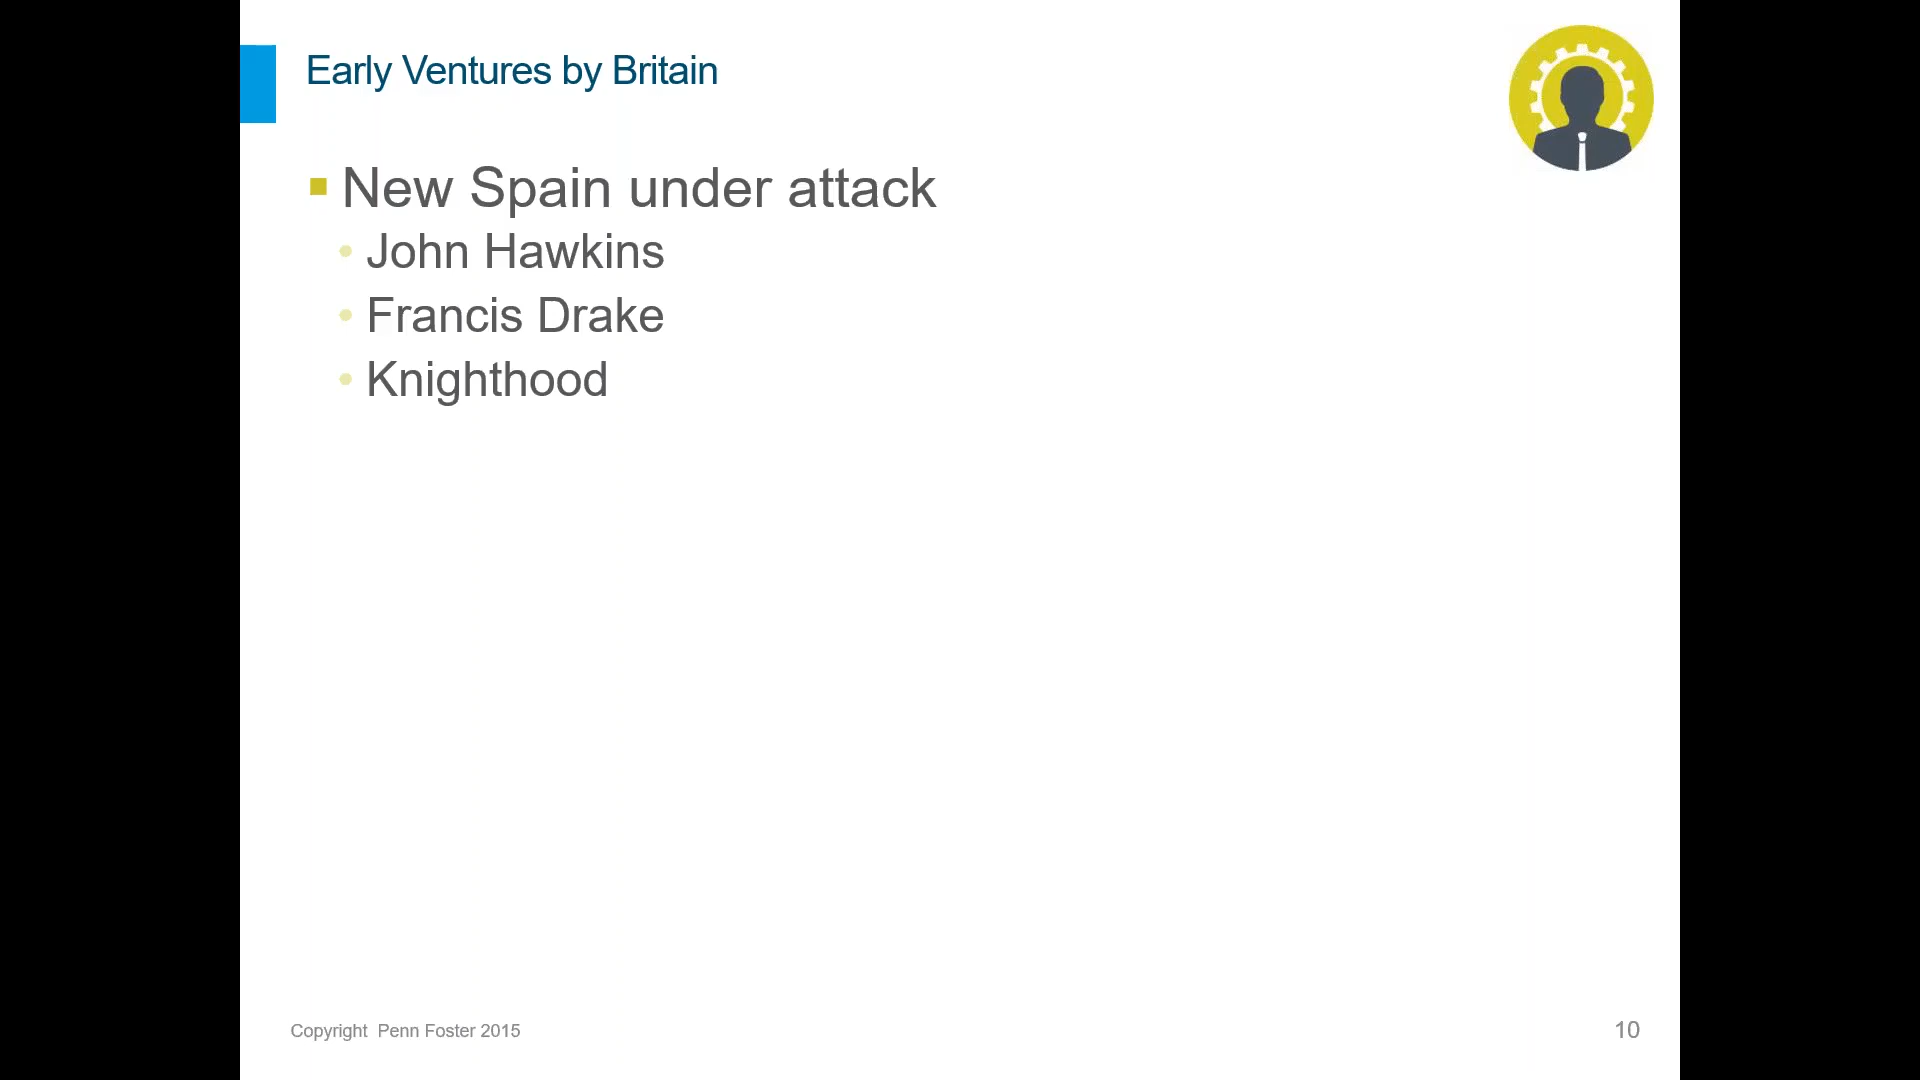 Early Ventures by Britain
New Spain under attack
John Hawkins
Francis Drake
Knighthood
Copyright Penn Foster 2015
10